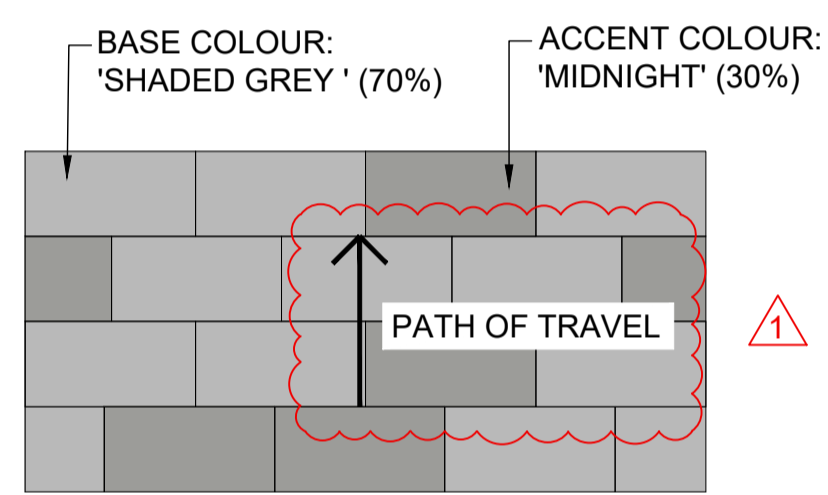 BASE COLOUR:
'SHADED GREY ' (70%)
ACCENT COLOUR:
'MIDNIGHT' (30%)
PATH OF TRAVEL
1